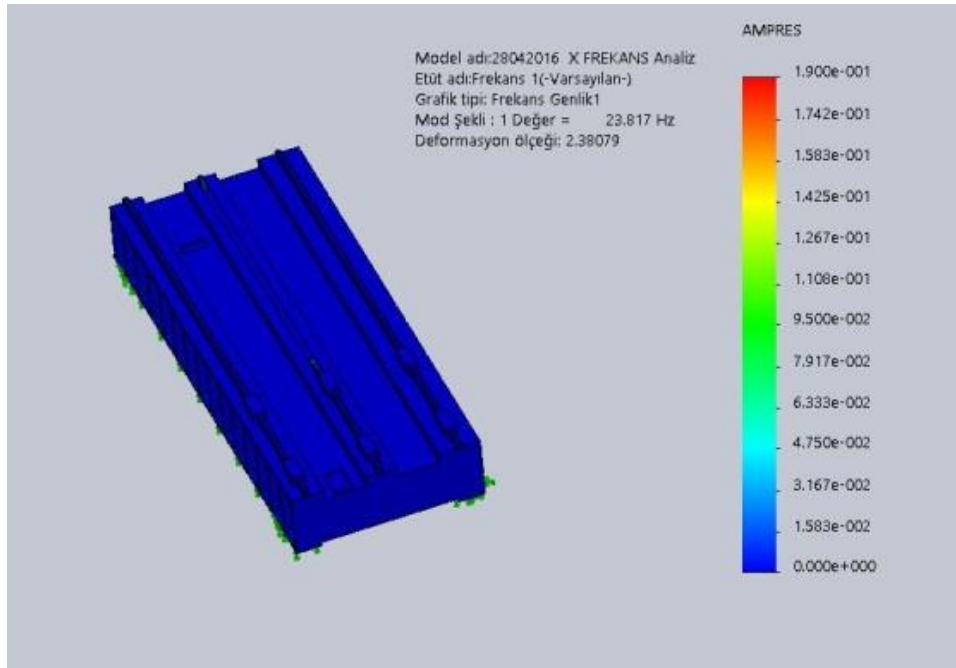 AMPRES
Model adı:28042016 X FREKANS Analiz
Etüt adı:Frekans 1(-Varsayılan-)
Grafik tipi: Frekans Genlik1
Mod Şekli : 1 Değer = 23.817 Hz
Deformasyon ölçeği: 2.38079
1.900e-001
1.742e-001
1.583e-001
1.425e-001
1.267e-001
1.108e-001
9.500e-002
7.917e-002
6.333e-002
4.750e-002
3.167e-002
1.583e-002
0.000e+000